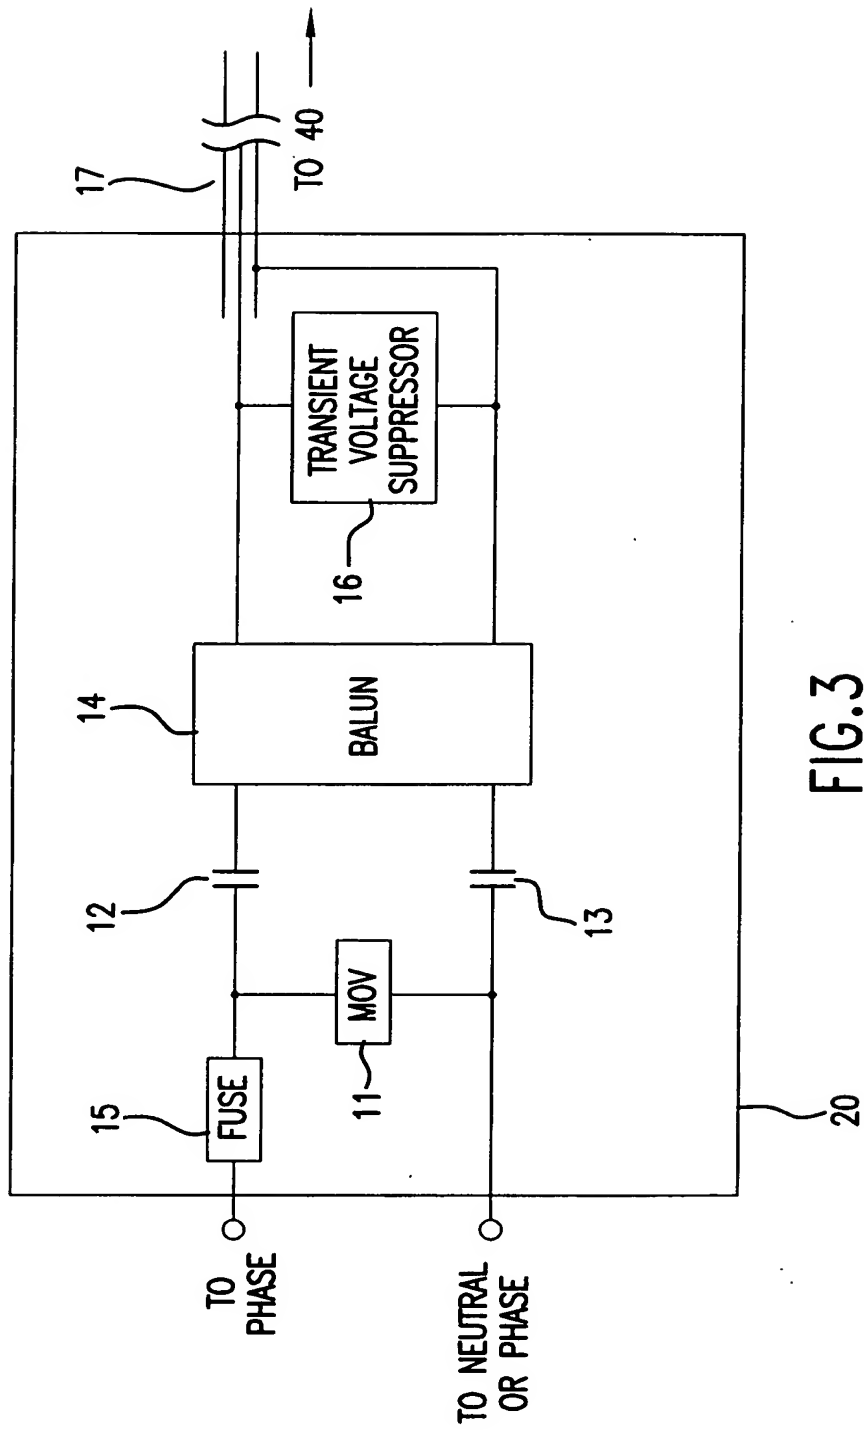 TO
PHASE
TO NEUTRAL
OR PHASE
15
FUSE
11
MOV
12
13
14
BALUN
16
TRANSIENT
VOLTAGE
SUPPRESSOR
17
TO 40
20
FIG.3